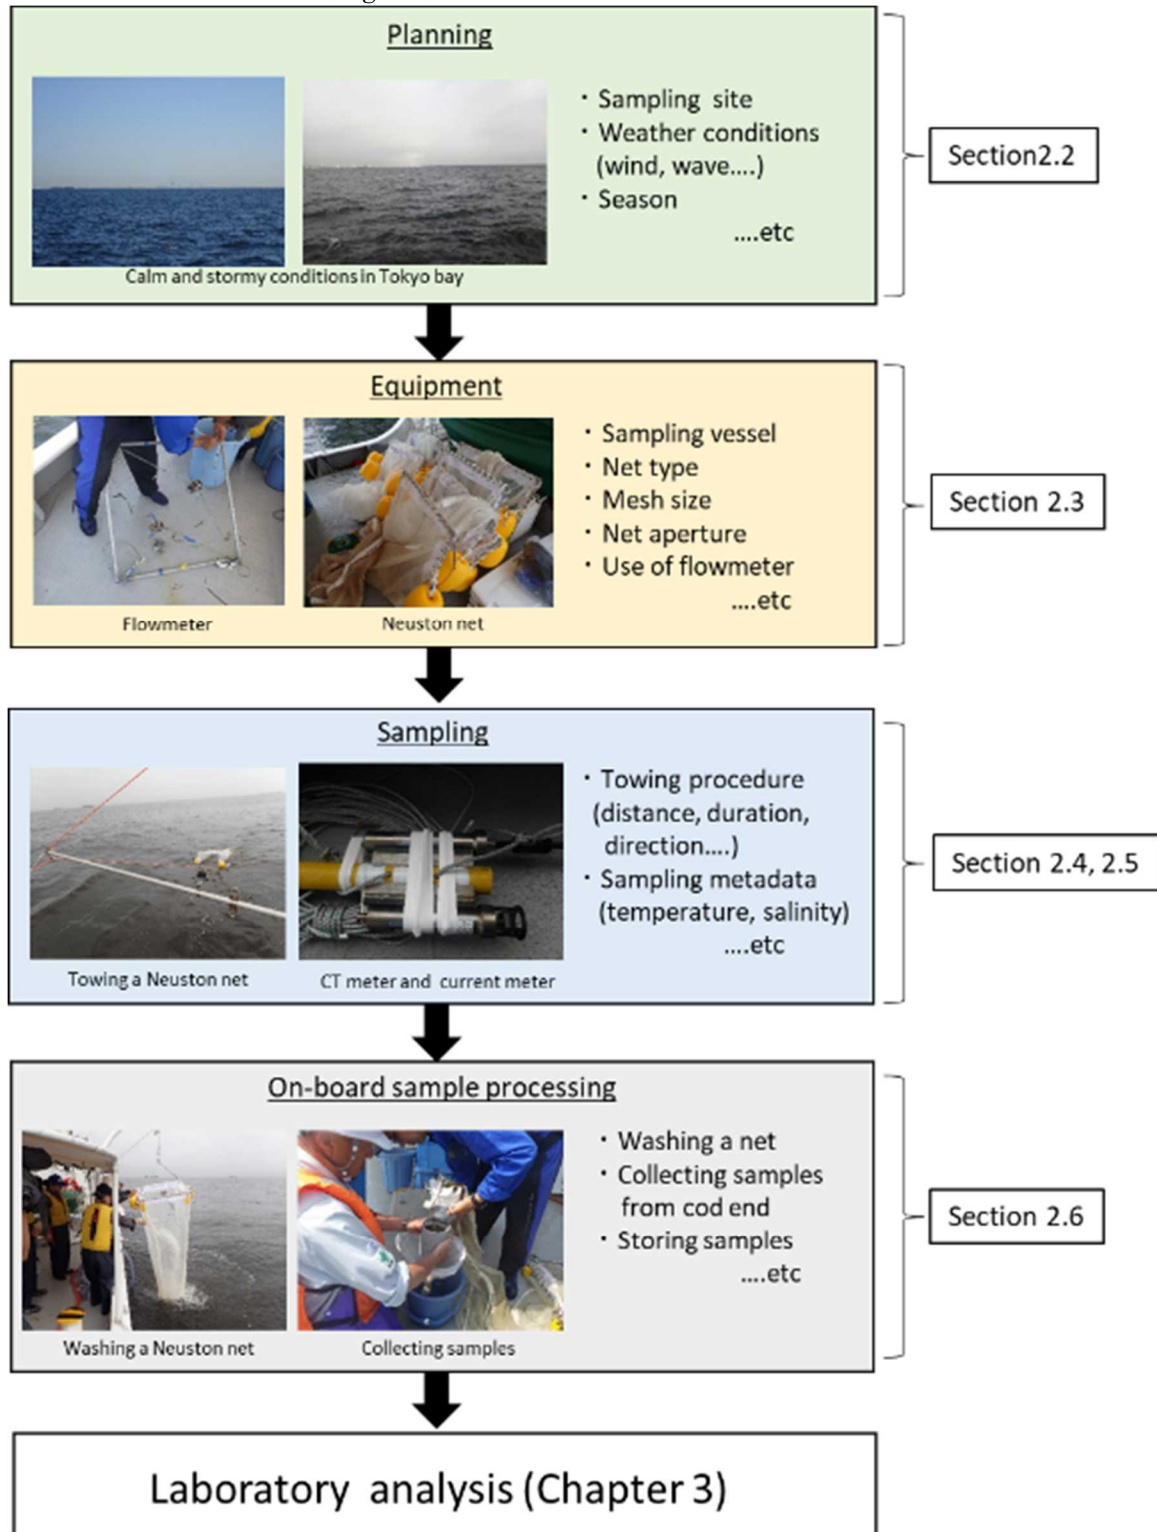 Planning
・Sampling site
・Weather conditions
(wind, wave....)
・Season
....etc
Calm and stormy conditions in Tokyo bay
Section2.2
Equipment
・Sampling vessel
・Net type
・Mesh size
・Net aperture
・Use of flowmeter
....etc
Flowmeter
Neuston net
Section 2.3
Sampling
・Towing procedure
(distance, duration,
direction....)
・Sampling metadata
(temperature, salinity)
....etc
Towing a Neuston net
CT meter and current meter
Section 2.4, 2.5
On-board sample processing
・Washing a net
・Collecting samples
from cod end
・Storing samples
....etc
Washing a Neuston net
Collecting samples
Section 2.6
Laboratory analysis (Chapter 3)